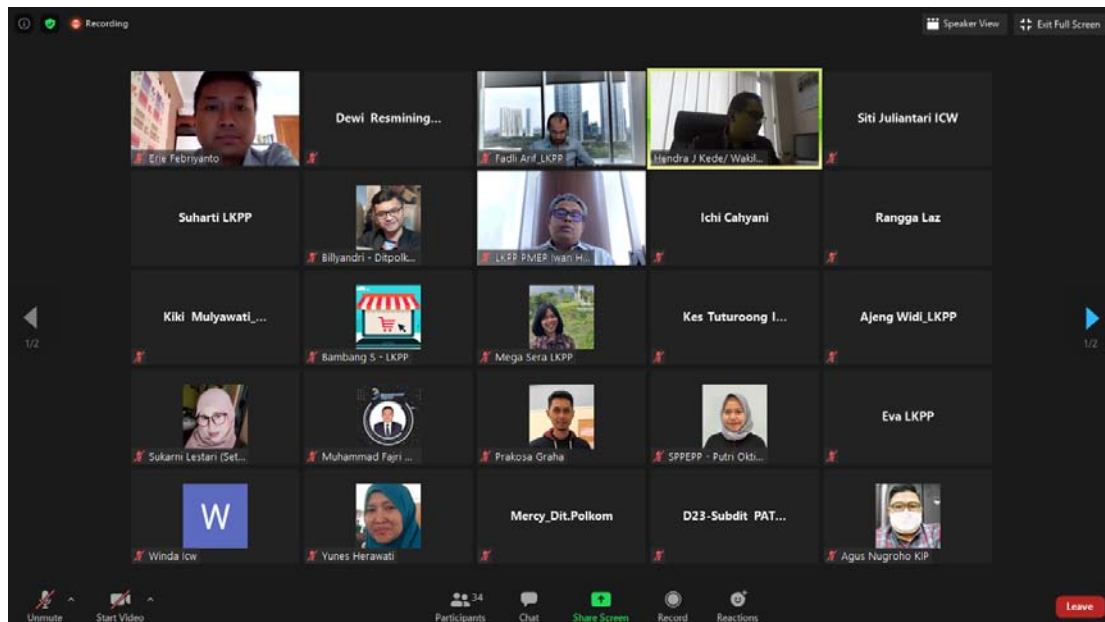 Recording
Speaker View
Exit Full Screen
Erie Febriyanto
Dewi Resmining...
Fadli Arif_LKPP
Hendra J Kede/ Wakil...
Siti Juliantari ICW
Suharti LKPP
Billyandri - Ditpolk...
LKPP PMEP Iwan H...
Ichi Cahyani
Rangga Laz
Kiki Mulyawati_...
Bambang S - LKPP
Mega Sera LKPP
Kes Tuturoong I...
Ajeng Widi_LKPP
1/2
1/2
Sukarni Lestari (Set...
Muhammad Fajri ...
Prakosa Graha
SPPEPP - Putri Okti...
Eva LKPP
W
Winda Icw
Yunes Herawati
Mercy_Dit.Polkom
D23-Subdit PAT...
Agus Nugroho KIP
Unmute
Start Video
34
Participants
Chat
Share Screen
Record
Reactions
Leave